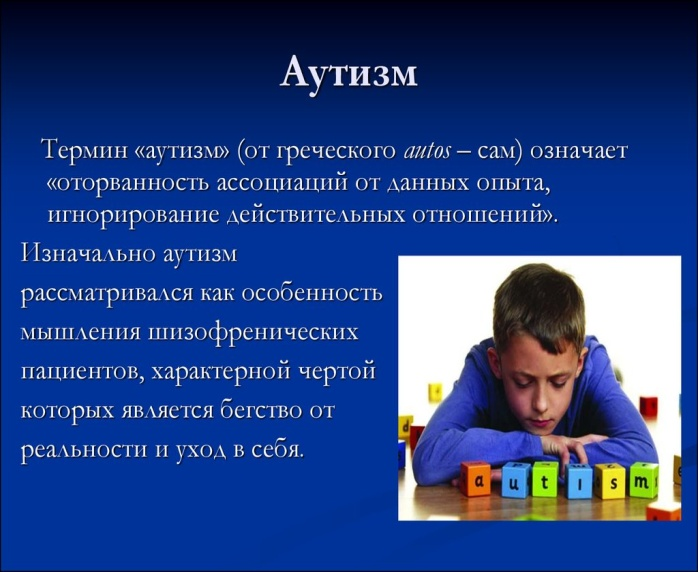 Аутизм
Термин «аутизм» (от греческого autos – сам) означает
«оторванность ассоциаций от данных опыта,
игнорирование действительных отношений».
Изначально аутизм
рассматривался как особенность
мышления шизофренических
пациентов, характерной чертой
которых является бегство от
реальности и уход в себя.
d
a u t i s m